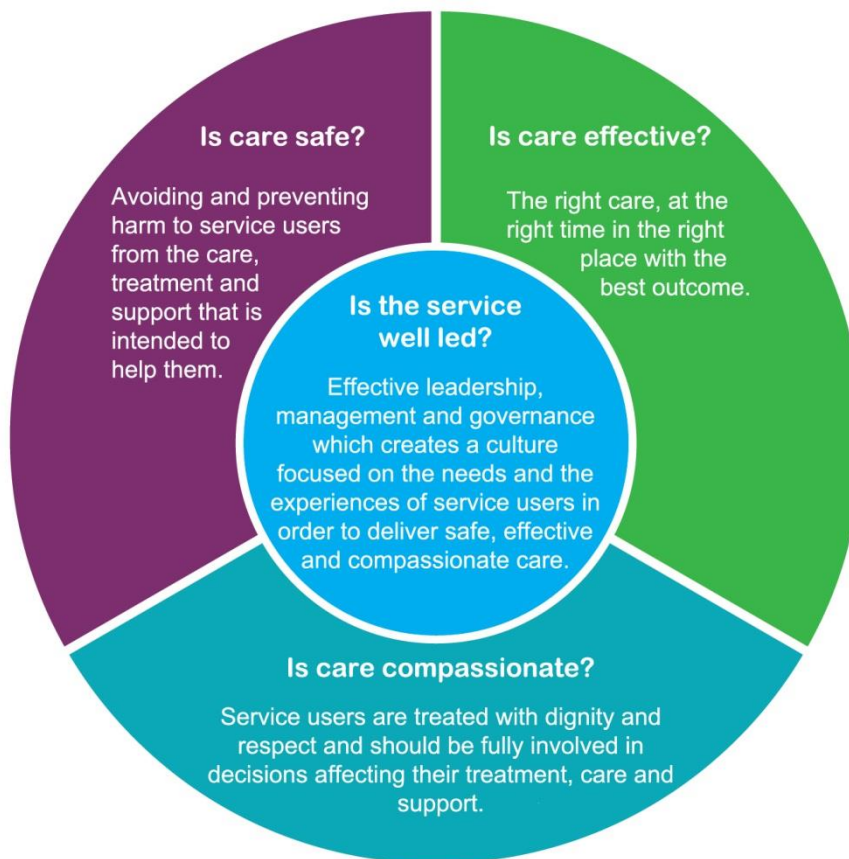 Is care safe?
Avoiding and preventing
harm to service users
from the care,
treatment and
support that is
intended to
help them.
Is care effective?
The right care, at the
right time in the right
place with the
best outcome.
Is the service
well led?
Effective leadership,
management and governance
which creates a culture
focused on the needs and the
experiences of service users in
order to deliver safe, effective
and compassionate care.
Is care compassionate?
Service users are treated with dignity and
respect and should be fully involved in
decisions affecting their treatment, care and
support.